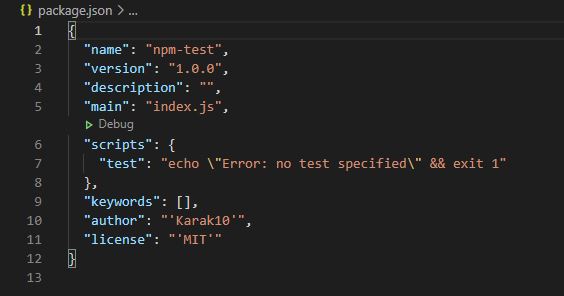 {} package.json > ...
1 {
2 "name": "npm-test",
3 "version": "1.0.0",
4 "description": "",
5 "main": "index.js",
Debug
6 "scripts": {
7 "test": "echo \"Error: no test specified\" && exit 1"
8 },
9 "keywords": [],
10 "author": "'Karak10'",
11 "license": "'MIT'"
12 }
13